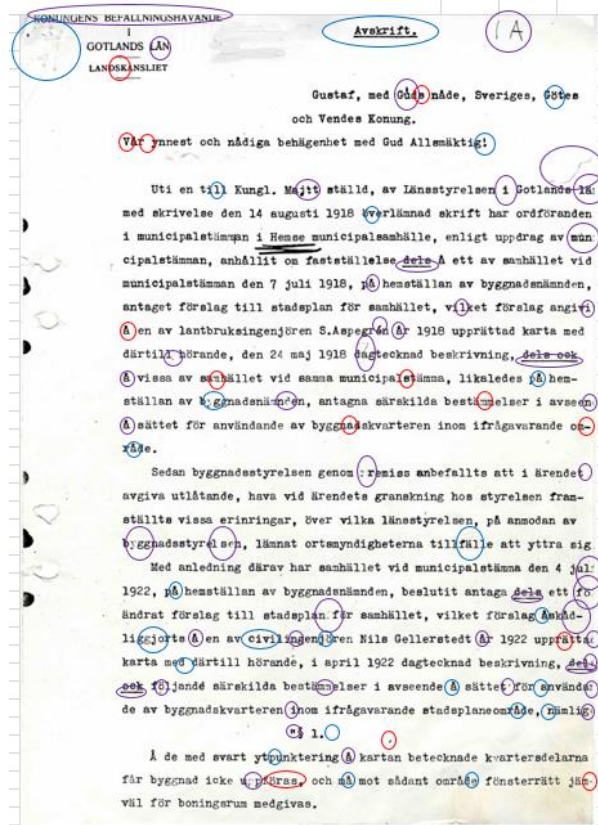 KONUNGENS BEFALLNINGSHAVANDE
I
GOTLANDS LÄN
LANDSKANSLIET
Avskrift.
1A
Gustaf, med Guds nåde, Sveriges, Götes
och Vendes Konung.
Vår ynnest och nådiga behägenhet med Gud Allsmäktig!
Uti en till Kungl. Maj:tt ställd, av Länsstyrelsen i Gotlands lä
med skrivelse den 14 augusti 1918 överlämnad skrift har ordföranden
i municipalstämman i Hemse municipalsamhälle, enligt uppdrag av mun
cipalstämman, anhållit om fastställelse dels å ett av samhället vid
municipalstämman den 7 juli 1918, på hemställan av byggnadsnämnden,
antaget förslag till stadsplan för samhället, vilket förslag angivi
å en av lantbruksingenjören S.Aspegrén år 1918 upprättad karta med
därtill hörande, den 24 maj 1918 dagtecknad beskrivning, dels ock
å vissa av samhället vid samma municipalstämma, likaledes på hem-
ställan av byggnadsnämnden, antagna särskilda bestämmelser i avseen
å sättet för användande av byggnadskvarteren inom ifrågavarande om-
råde.
Sedan byggnadsstyrelsen genom remiss anbefallts att i ärendet
avgiva utlåtande, hava vid ärendets granskning hos styrelsen fram-
ställts vissa erinringar, över vilka länsstyrelsen, på anmodan av
byggnadsstyrelsen, lämnat ortsmyndigheterna tillfälle att yttra sig
Med anledning därav har samhället vid municipalstämma den 4 jul
1922, på hemställan av byggnadsnämnden, beslutit antaga dels ett fö
ändrat förslag till stadsplan för samhället, vilket förslag åskåd-
liggjorts å en av civilingenjören Nils Gellerstedt år 1922 upprätta
karta med därtill hörande, i april 1922 dagtecknad beskrivning, dels
ock följande särskilda bestämmelser i avseende å sättet för använda
de av byggnadskvarteren inom ifrågavarande stadsplaneområde, nämlig
"§ 1.
Å de med svart ytpunktering å kartan betecknade kvartersdelarna
får byggnad icke uppföras, och må mot sådant område fönsterrätt jäm-
väl för boningsrum medgivas.